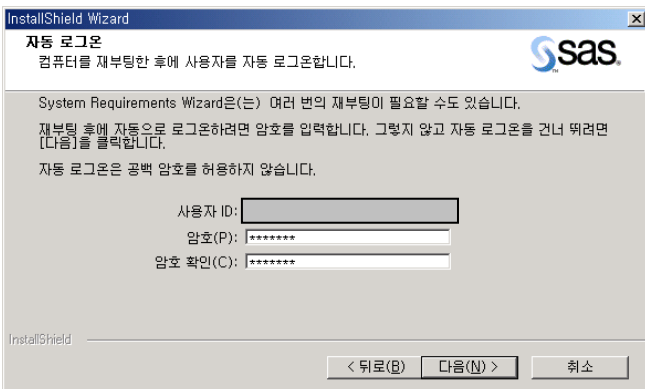 InstallShield Wizard
자동 로그온
컴퓨터를 재부팅한 후에 사용자를 자동 로그온합니다.
sas.
System Requirements Wizard은(는) 여러 번의 재부팅이 필요할 수도 있습니다.
재부팅 후에 자동으로 로그온하려면 암호를 입력합니다. 그렇지 않고 자동 로그온을 건너 뛰려면
[다음]을 클릭합니다.
자동 로그온은 공백 암호를 허용하지 않습니다.
사용자 ID:
암호(P): *******
암호 확인(C): *******
InstallShield
< 뒤로(B) 다음(N) > 취소